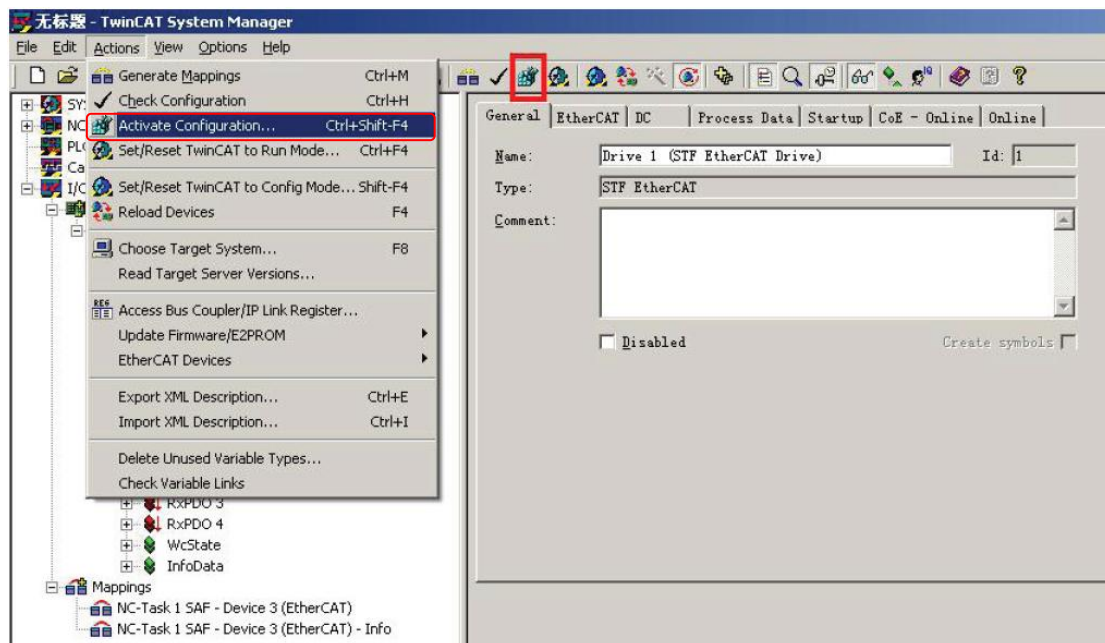 无标题 - TwinCAT System Manager
File Edit Actions View Options Help
Generate Mappings Ctrl+M
Check Configuration Ctrl+H
Activate Configuration... Ctrl+Shift-F4
Set/Reset TwinCAT to Run Mode... Ctrl+F4
Set/Reset TwinCAT to Config Mode... Shift-F4
Reload Devices F4
Choose Target System... F8
Read Target Server Versions...
REG
Access Bus Coupler/IP Link Register...
Update Firmware/E2PROM
EtherCAT Devices
Export XML Description... Ctrl+E
Import XML Description... Ctrl+I
Delete Unused Variable Types...
Check Variable Links
SY
NC
PL
Ca
I/
RxPDO 3
RxPDO 4
WcState
InfoData
Mappings
NC-Task 1 SAF - Device 3 (EtherCAT)
NC-Task 1 SAF - Device 3 (EtherCAT) - Info
General EtherCAT DC Process Data Startup CoE - Online Online
Name: Drive 1 (STF EtherCAT Drive) Id: 1
Type: STF EtherCAT
Comment:
Disabled Create symbols